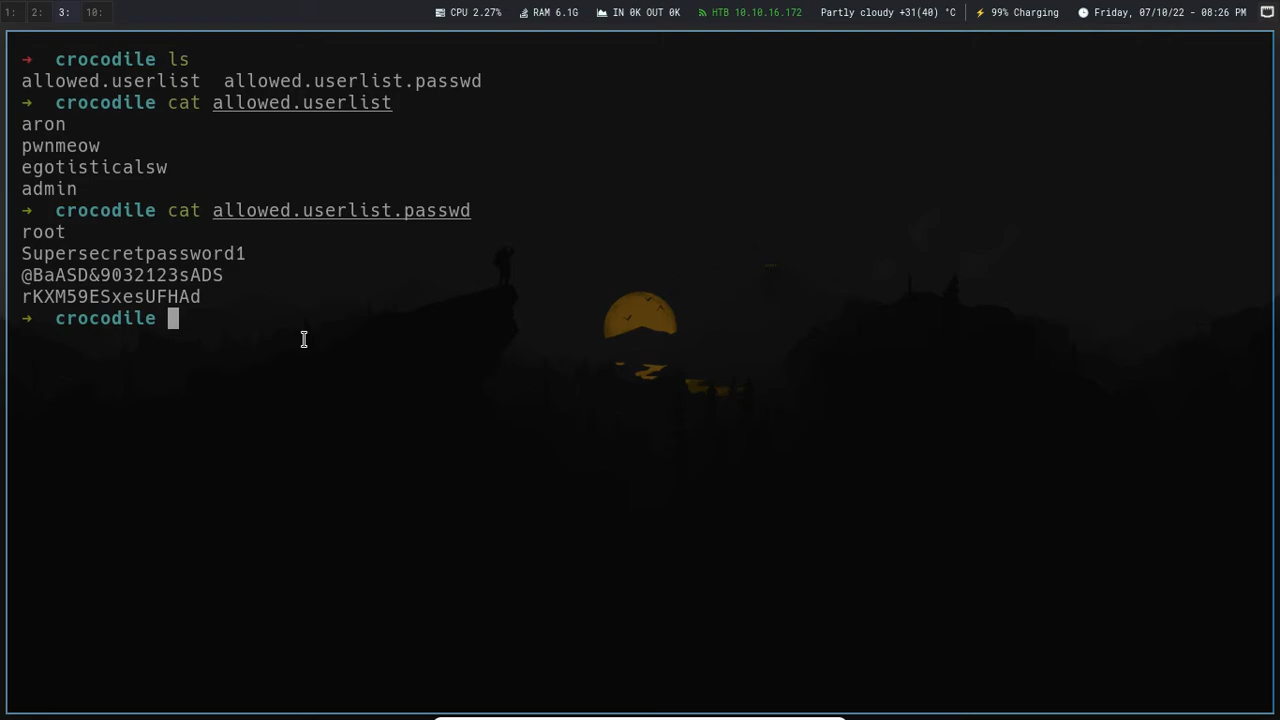 1: 2: 3: 10: CPU 2.27% RAM 6.1G IN 0K OUT 0K HTB 10.10.16.172 Partly cloudy +31(40) °C 99% Charging Friday, 07/10/22 - 08:26 PM
→ crocodile ls
allowed.userlist allowed.userlist.passwd
→ crocodile cat allowed.userlist
aron
pwnmeow
egotisticalsw
admin
→ crocodile cat allowed.userlist.passwd
root
Supersecretpassword1
@BaASD&9032123sADS
rKXM59ESxesUFHAd
→ crocodile